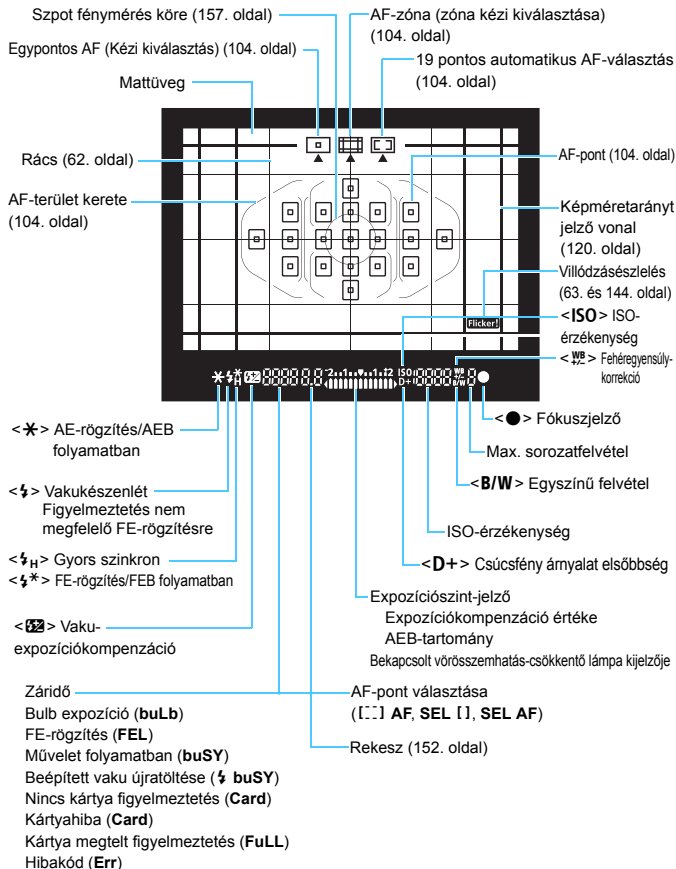 Szpot fénymérés köre (157. oldal)
AF-zóna (zóna kézi kiválasztása)
(104. oldal)
Egypontos AF (Kézi kiválasztás) (104. oldal)
19 pontos automatikus AF-választás
(104. oldal)
Mattüveg
Rács (62. oldal)
AF-pont (104. oldal)
AF-terület kerete
(104. oldal)
Képméretarányt
jelző vonal
(120. oldal)
Villódzásészlelés
(63. és 144. oldal)
Flicker!
<ISO> ISO-
érzékenység
<WB +/-> Fehéregyensúly-
korrekció
H -2..1..▼..1..+2 ISO D+ WB +/- B/W
<●> Fókuszjelző
<✱> AE-rögzítés/AEB
folyamatban
Max. sorozatfelvétel
<B/W> Egyszínű felvétel
<⚡> Vakukészenlét
Figyelmeztetés nem
megfelelő FE-rögzítésre
ISO-érzékenység
<D+> Csúcsfény árnyalat elsőbbség
<⚡H> Gyors szinkron
<⚡✱> FE-rögzítés/FEB folyamatban
Expozíciószint-jelző
Expozíciókompenzáció értéke
AEB-tartomány
Bekapcsolt vörösszemhatás-csökkentő lámpa kijelzője
<⚡±> Vaku-
expozíciókompenzáció
Záridő
Bulb expozíció (buLb)
FE-rögzítés (FEL)
Művelet folyamatban (buSY)
Beépített vaku újratöltése (⚡ buSY)
Nincs kártya figyelmeztetés (Card)
Kártyahiba (Card)
Kártya megtelt figyelmeztetés (FuLL)
Hibakód (Err)
AF-pont választása
([ ] AF, SEL [ ], SEL AF)
Rekesz (152. oldal)